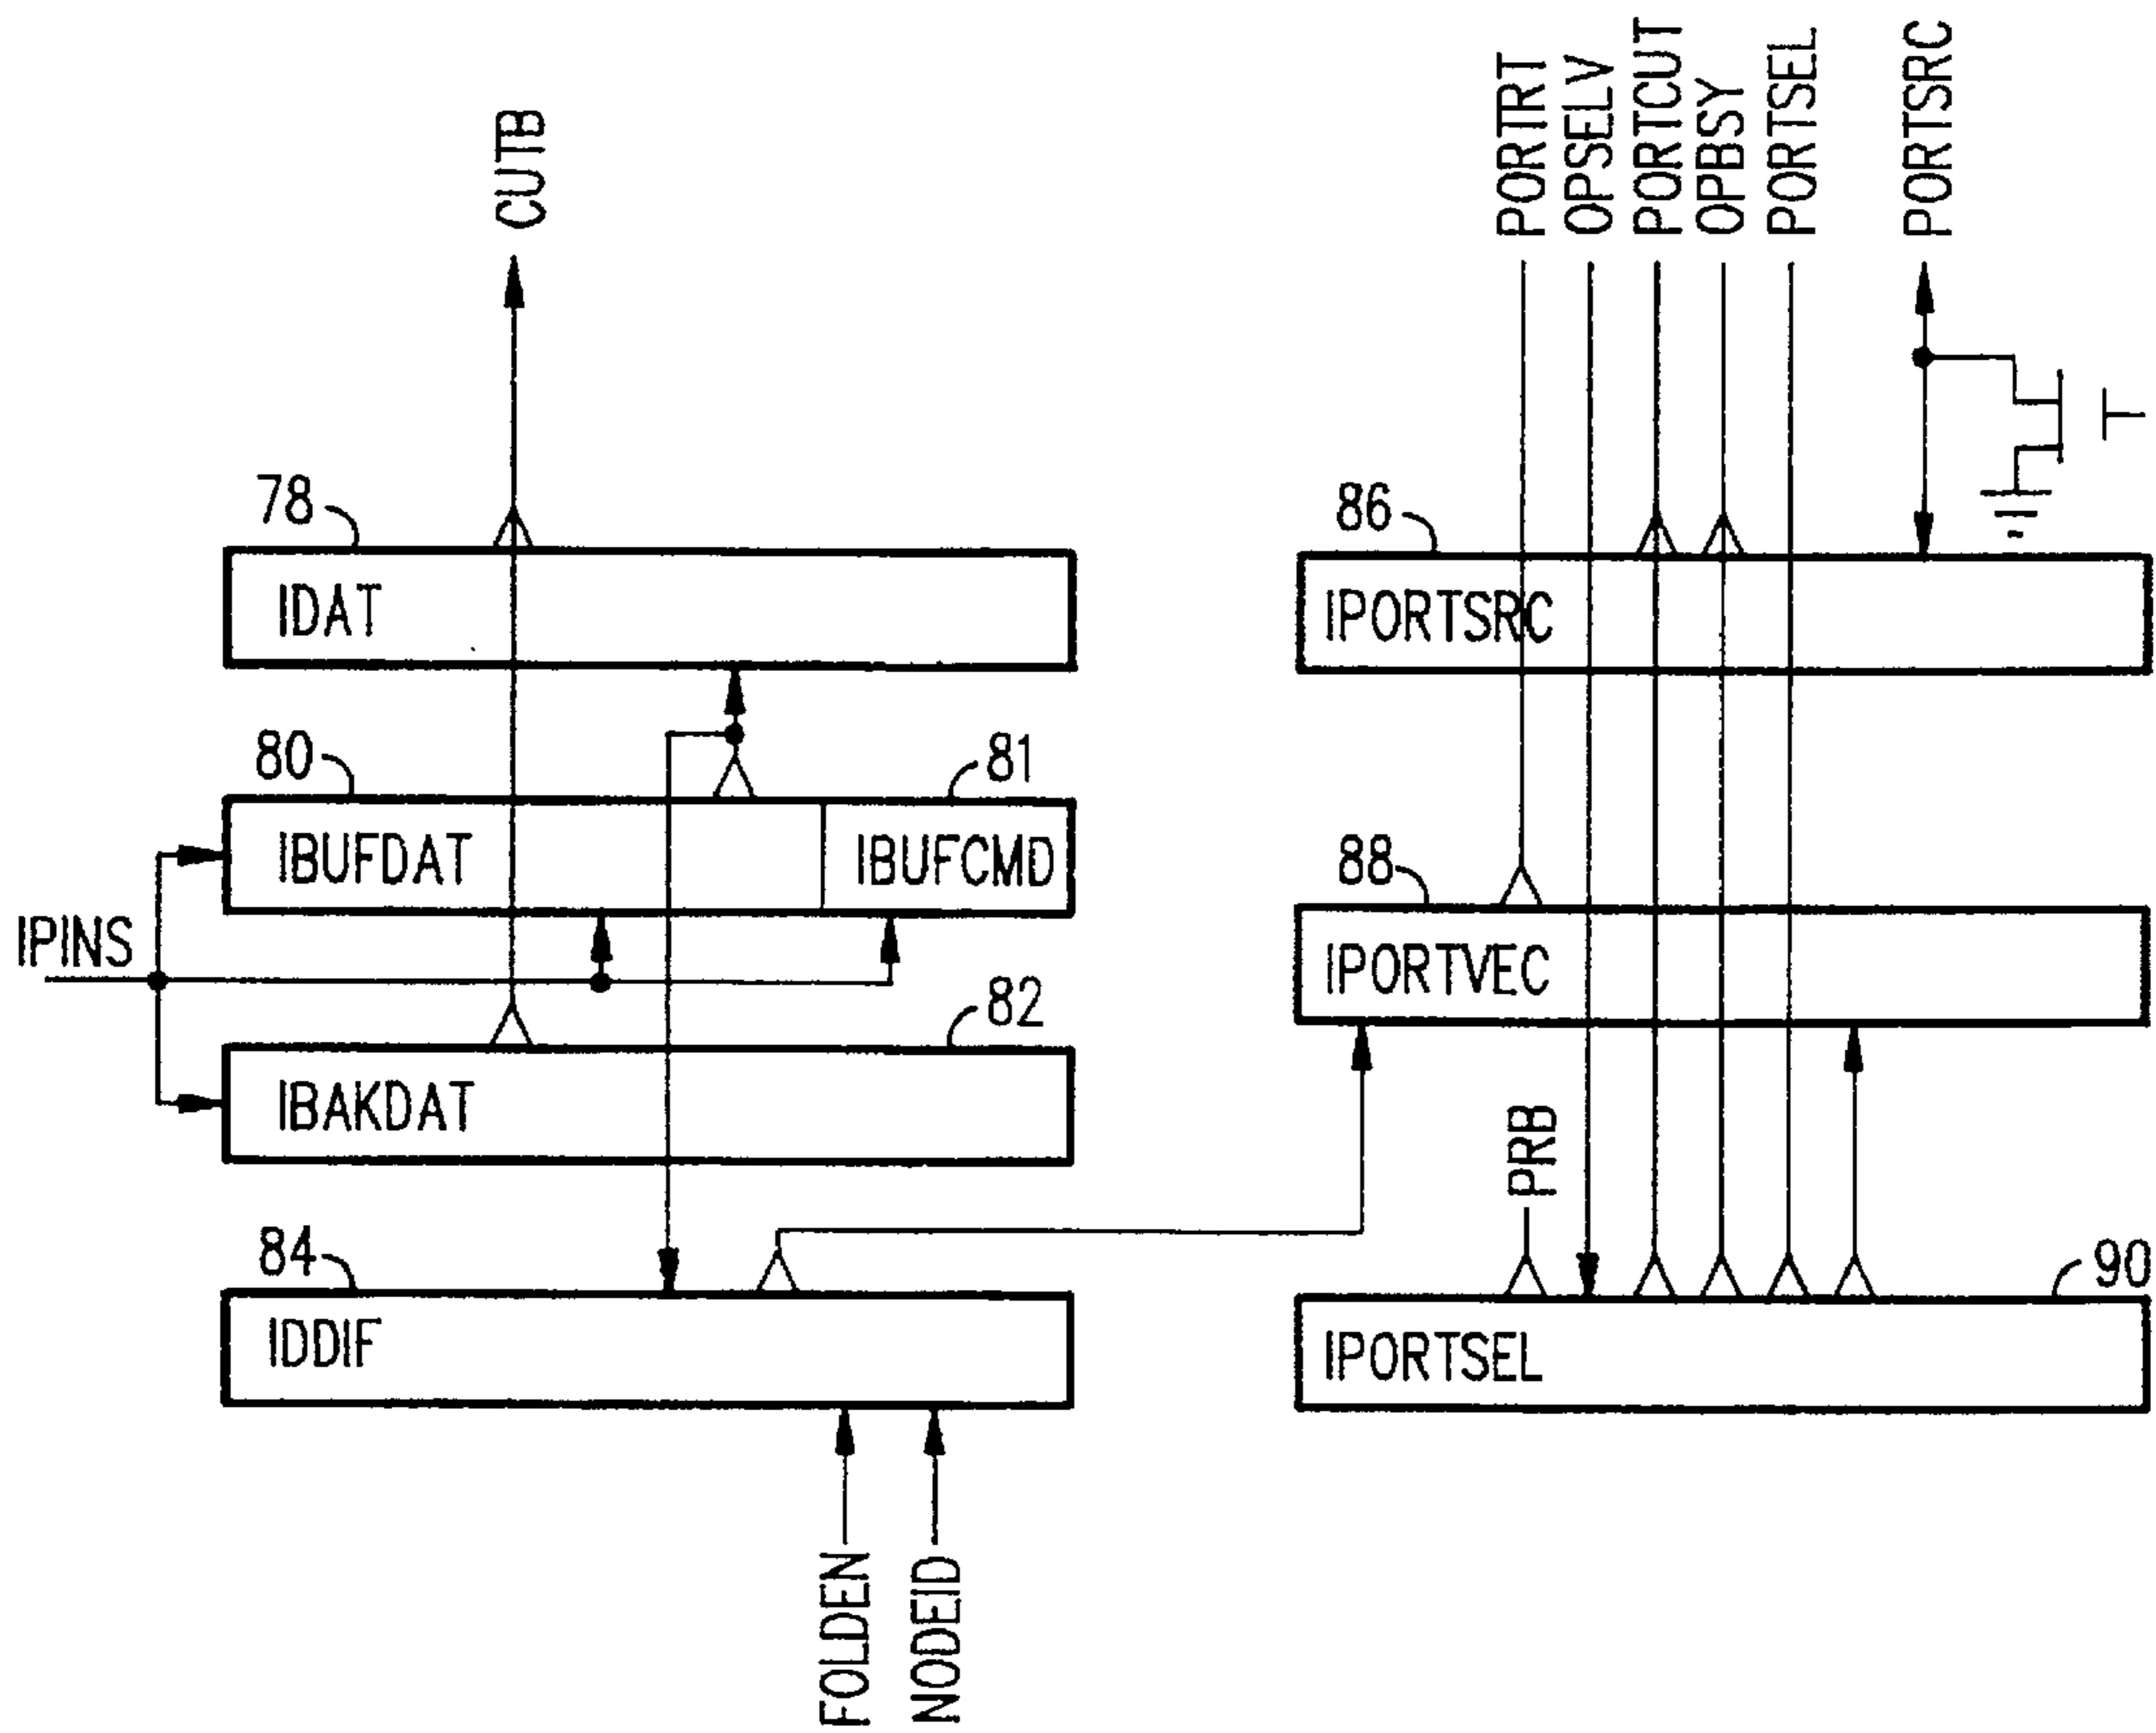 CUTB
PORTRT
OPSELV
PORTCUT
OPBSY
PORTSEL
PORTSRC
78
IDAT
86
IPORTSRC
80
81
IBUFDAT
IBUFCMD
IPINS
88
IPORTVEC
82
IBAKDAT
PRB
84
IDDIF
90
IPORTSEL
FOLDEN
NODEID